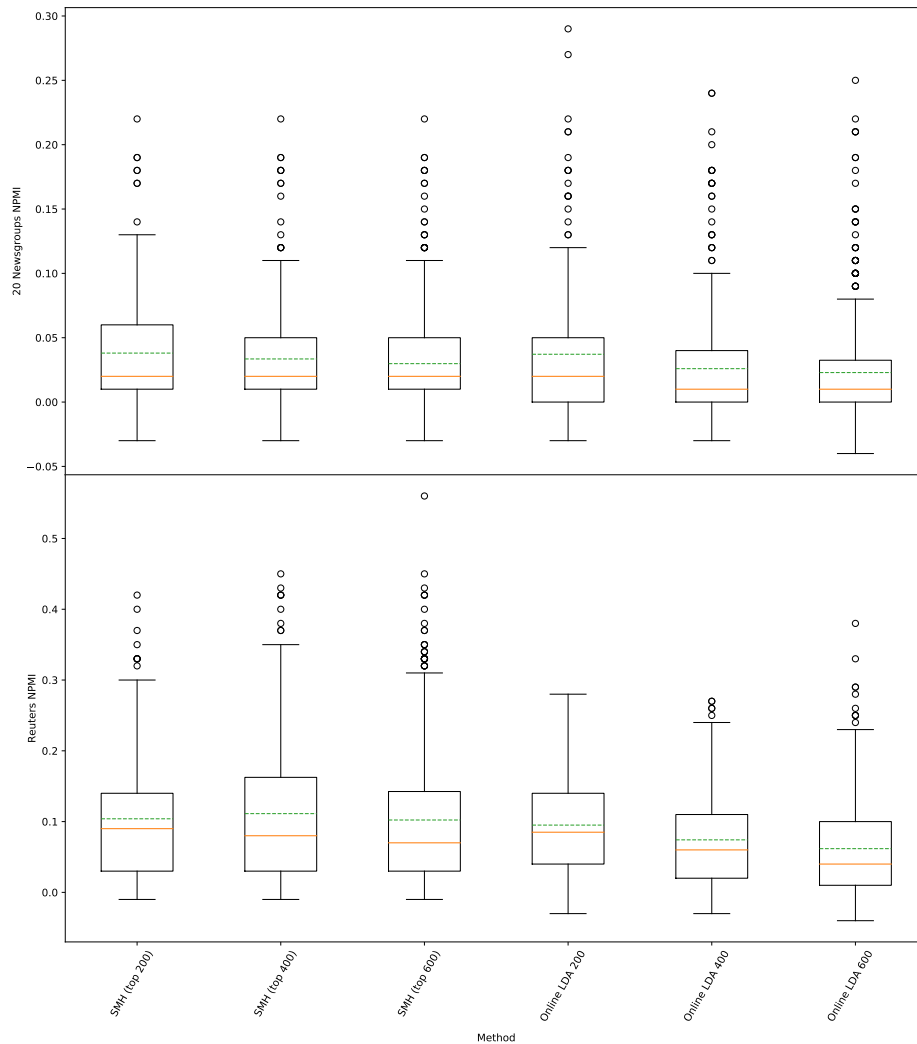 0.30
0.25
0.20
0.15
0.10
0.05
0.00
−0.05
20 Newsgroups NPMI
0.5
0.4
0.3
0.2
0.1
0.0
Reuters NPMI
SMH (top 200)
SMH (top 400)
SMH (top 600)
Online LDA 200
Online LDA 400
Online LDA 600
Method